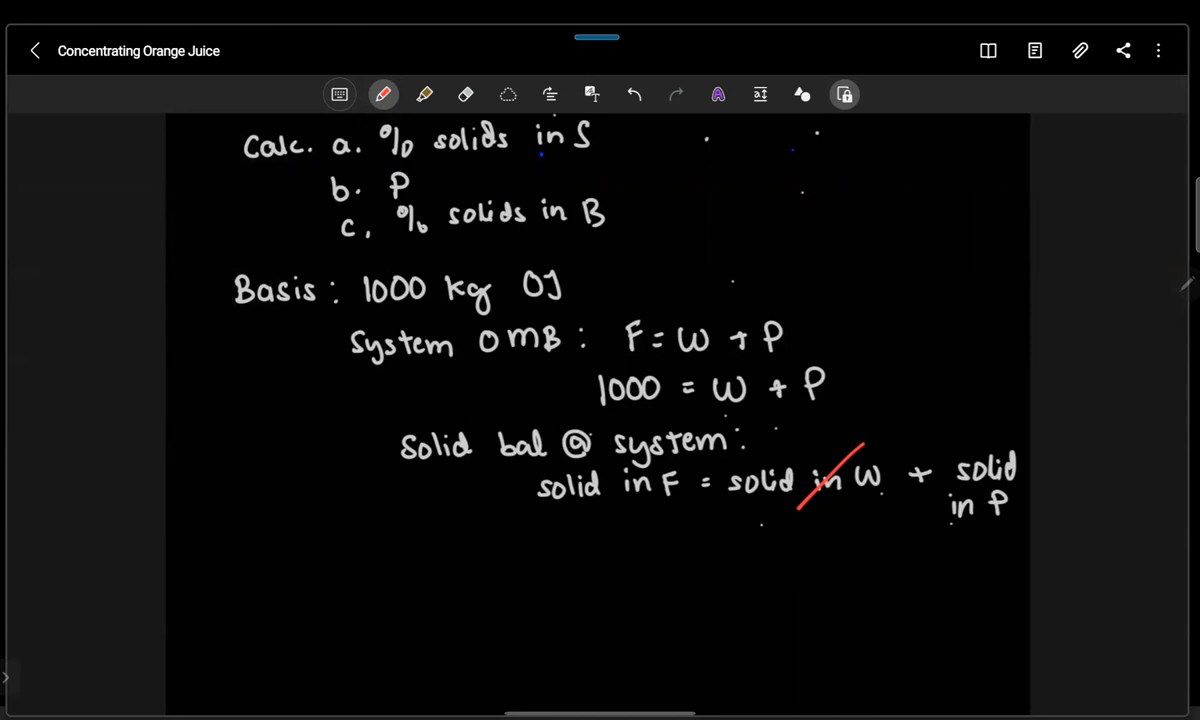 Concentrating Orange Juice
Calc. a. % solids in S
b. P
c. % solids in B
Basis: 1000 kg OJ
System OMB: F = W + P
1000 = W + P
Solid bal @ system:
solid in F = solid in W + solid
in P